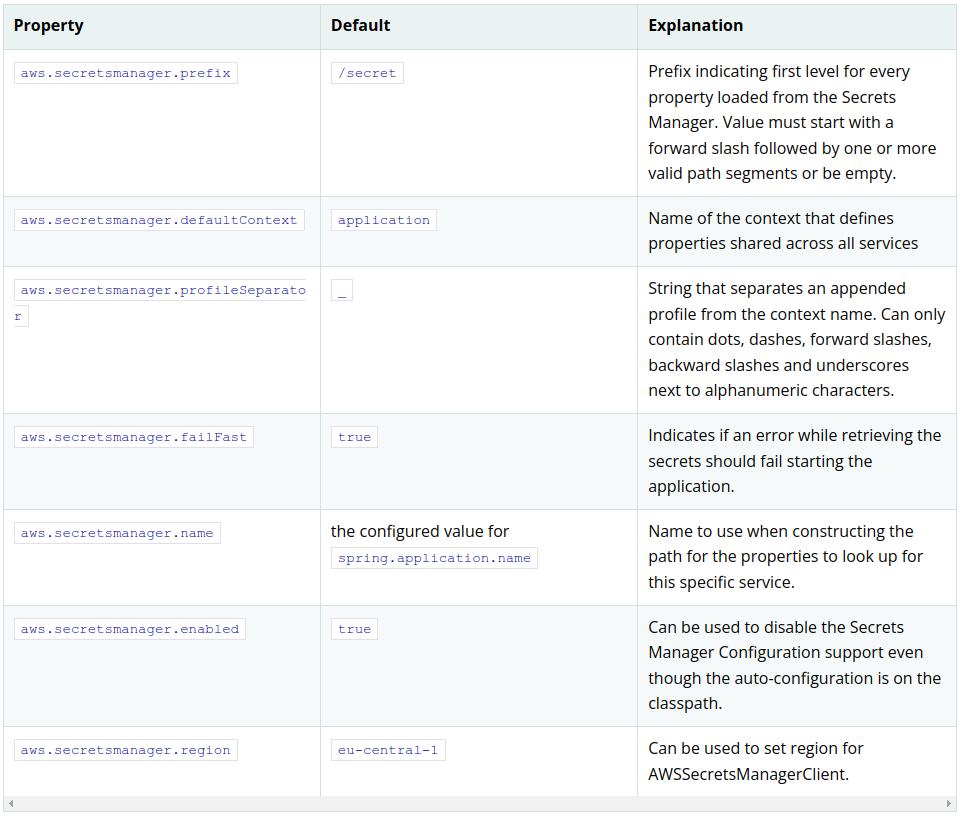 Property Default Explanation
aws.secretsmanager.prefix /secret Prefix indicating first level for every
property loaded from the Secrets
Manager. Value must start with a
forward slash followed by one or more
valid path segments or be empty.
aws.secretsmanager.defaultContext application Name of the context that defines
properties shared across all services
aws.secretsmanager.profileSeparato
r
_
String that separates an appended
profile from the context name. Can only
contain dots, dashes, forward slashes,
backward slashes and underscores
next to alphanumeric characters.
aws.secretsmanager.failFast true Indicates if an error while retrieving the
secrets should fail starting the
application.
aws.secretsmanager.name
the configured value for
spring.application.name
Name to use when constructing the
path for the properties to look up for
this specific service.
aws.secretsmanager.enabled true Can be used to disable the Secrets
Manager Configuration support even
though the auto-configuration is on the
classpath.
aws.secretsmanager.region eu-central-1 Can be used to set region for
AWSSecretsManagerClient.